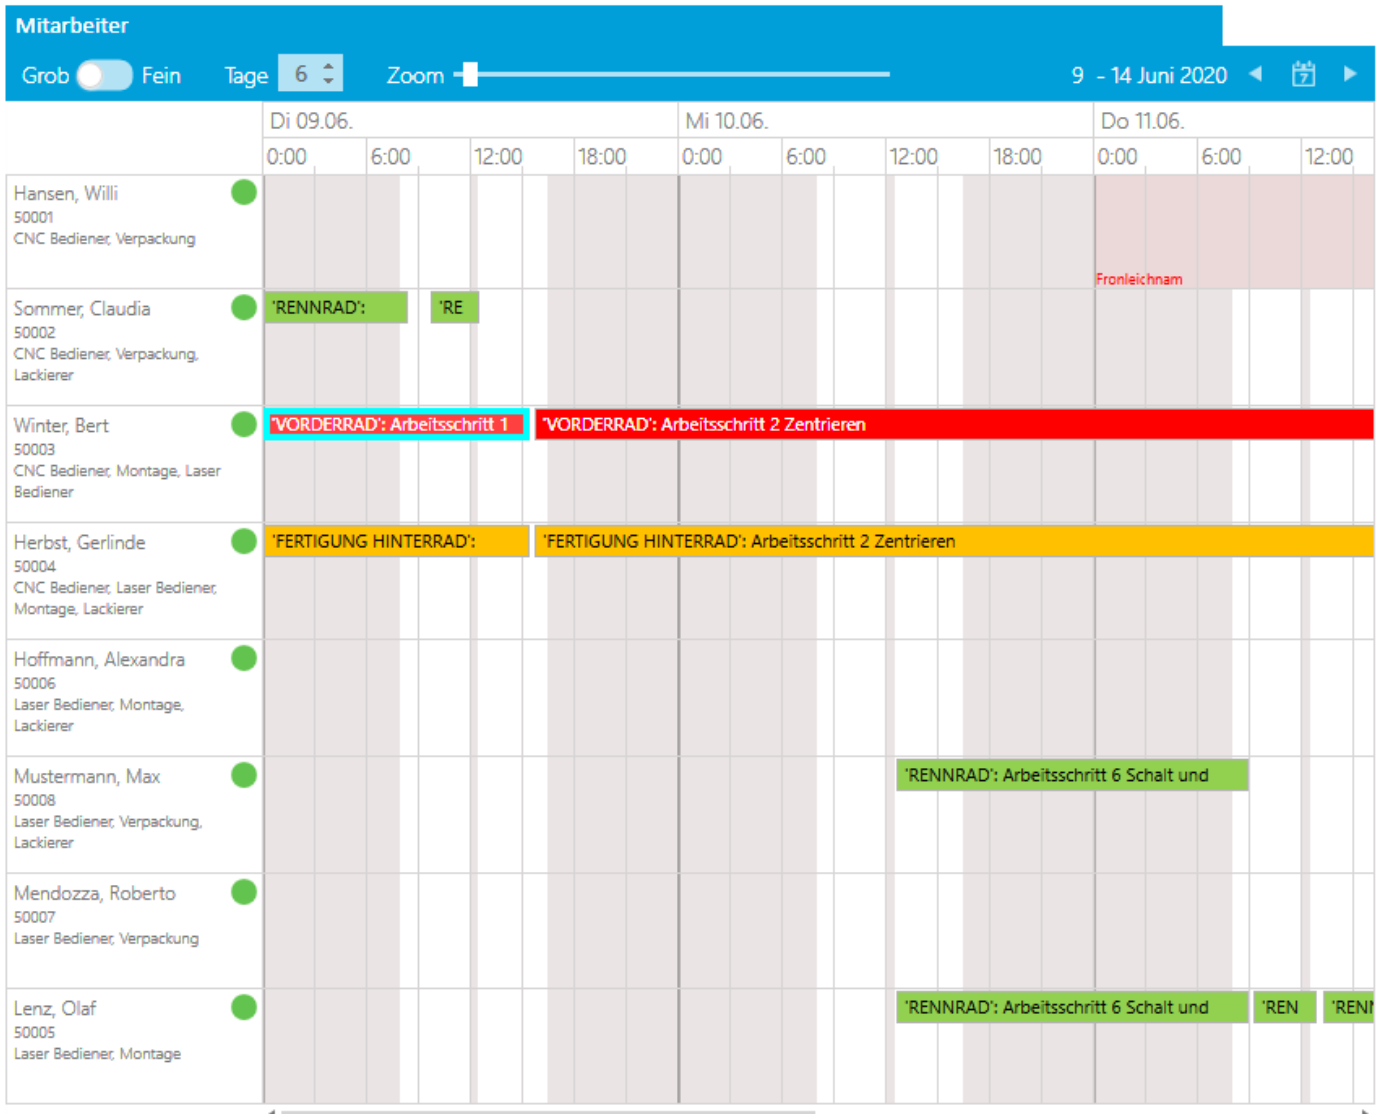 Mitarbeiter
Grob Fein Tage 6 Zoom 9 - 14 Juni 2020 7
Di 09.06. Mi 10.06. Do 11.06.
0:00 6:00 12:00 18:00 0:00 6:00 12:00 18:00 0:00 6:00 12:00
Hansen, Willi
50001
CNC Bediener, Verpackung
Fronleichnam
Sommer, Claudia 'RENNRAD': 'RE
50002
CNC Bediener, Verpackung,
Lackierer
Winter, Bert 'VORDERRAD': Arbeitsschritt 1 'VORDERRAD': Arbeitsschritt 2 Zentrieren
50003
CNC Bediener, Montage, Laser
Bediener
Herbst, Gerlinde 'FERTIGUNG HINTERRAD': 'FERTIGUNG HINTERRAD': Arbeitsschritt 2 Zentrieren
50004
CNC Bediener, Laser Bediener,
Montage, Lackierer
Hoffmann, Alexandra
50006
Laser Bediener, Montage,
Lackierer
Mustermann, Max 'RENNRAD': Arbeitsschritt 6 Schalt und
50008
Laser Bediener, Verpackung,
Lackierer
Mendozza, Roberto
50007
Laser Bediener, Verpackung
Lenz, Olaf 'RENNRAD': Arbeitsschritt 6 Schalt und 'REN 'RENN
50005
Laser Bediener, Montage